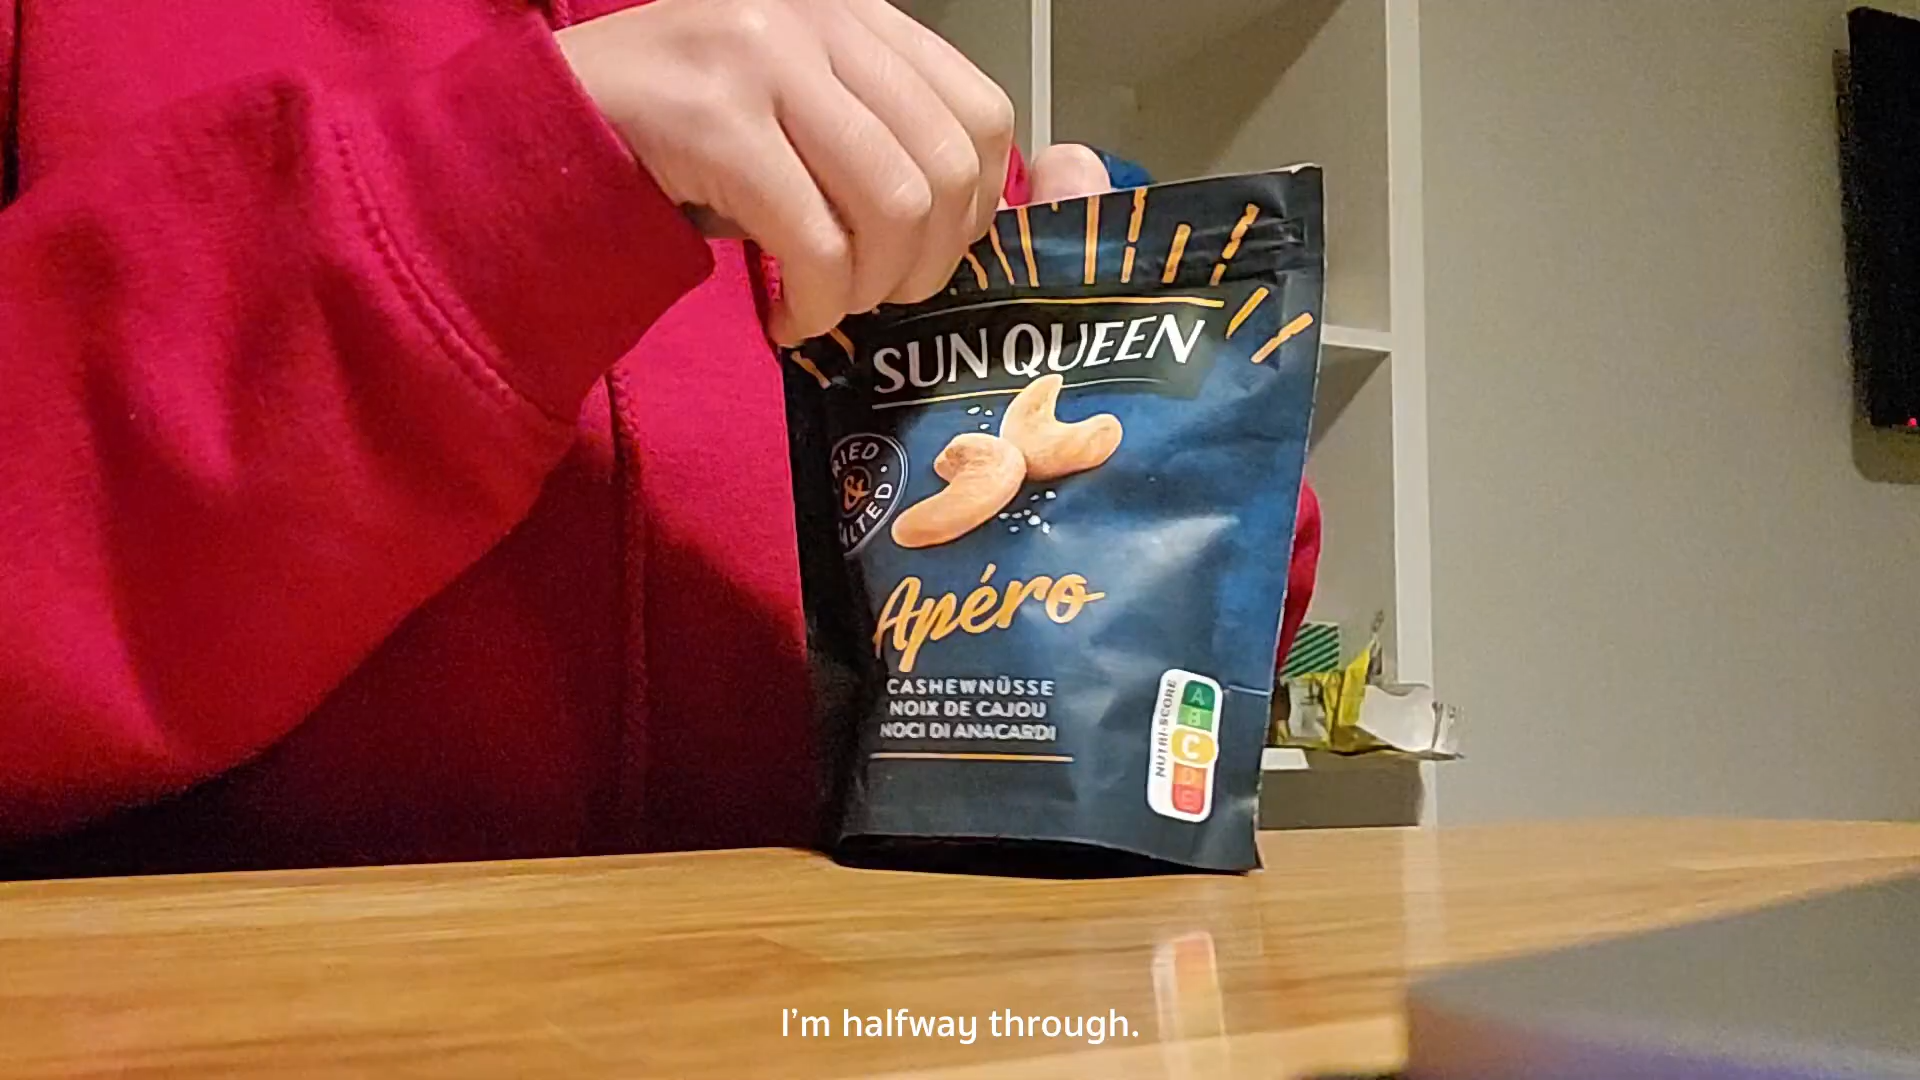 SUN QUEEN
&
Apéro
CASHEWNÜSSE
NOIX DE CAJOU
NOCI DI ANACARDI
NUTRI-SCORE
A
B
C
D
E
I'm halfway through.